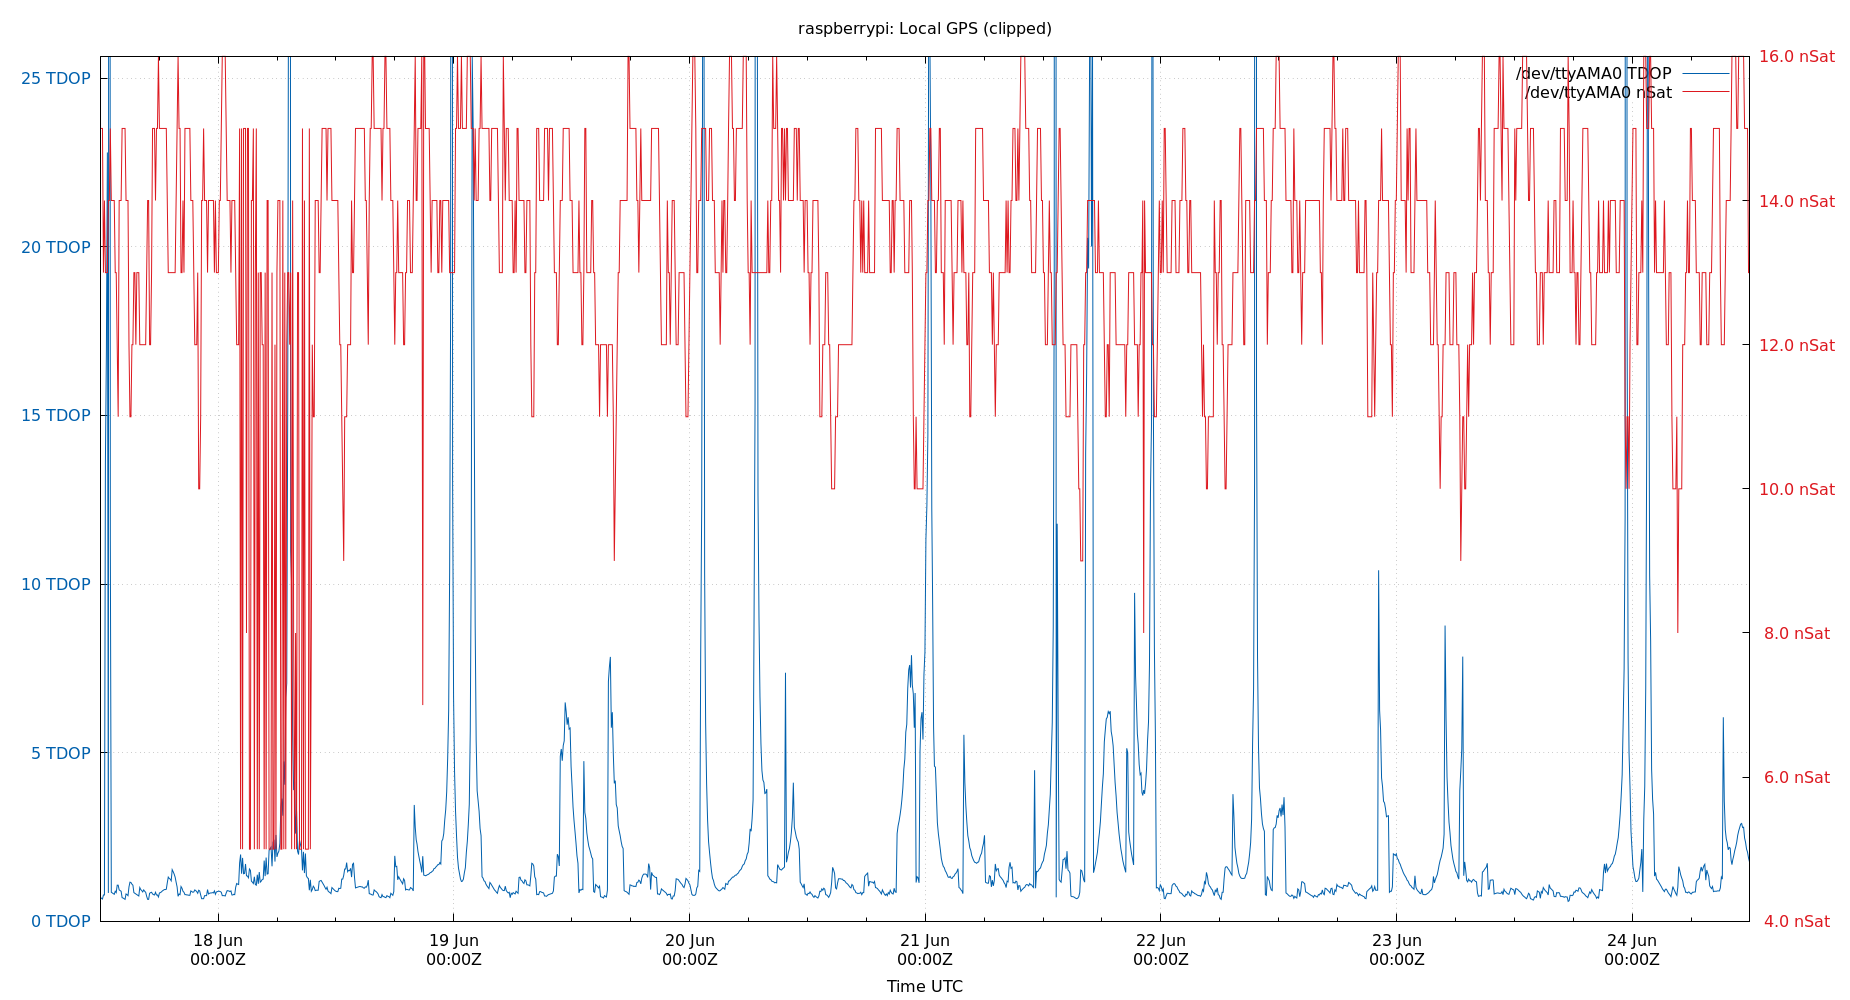 raspberrypi: Local GPS (clipped)
/dev/ttyAMA0 TDOP
/dev/ttyAMA0 nSat
25 TDOP
20 TDOP
15 TDOP
10 TDOP
5 TDOP
0 TDOP
16.0 nSat
14.0 nSat
12.0 nSat
10.0 nSat
8.0 nSat
6.0 nSat
4.0 nSat
18 Jun
00:00Z
19 Jun
00:00Z
20 Jun
00:00Z
21 Jun
00:00Z
22 Jun
00:00Z
23 Jun
00:00Z
24 Jun
00:00Z
Time UTC